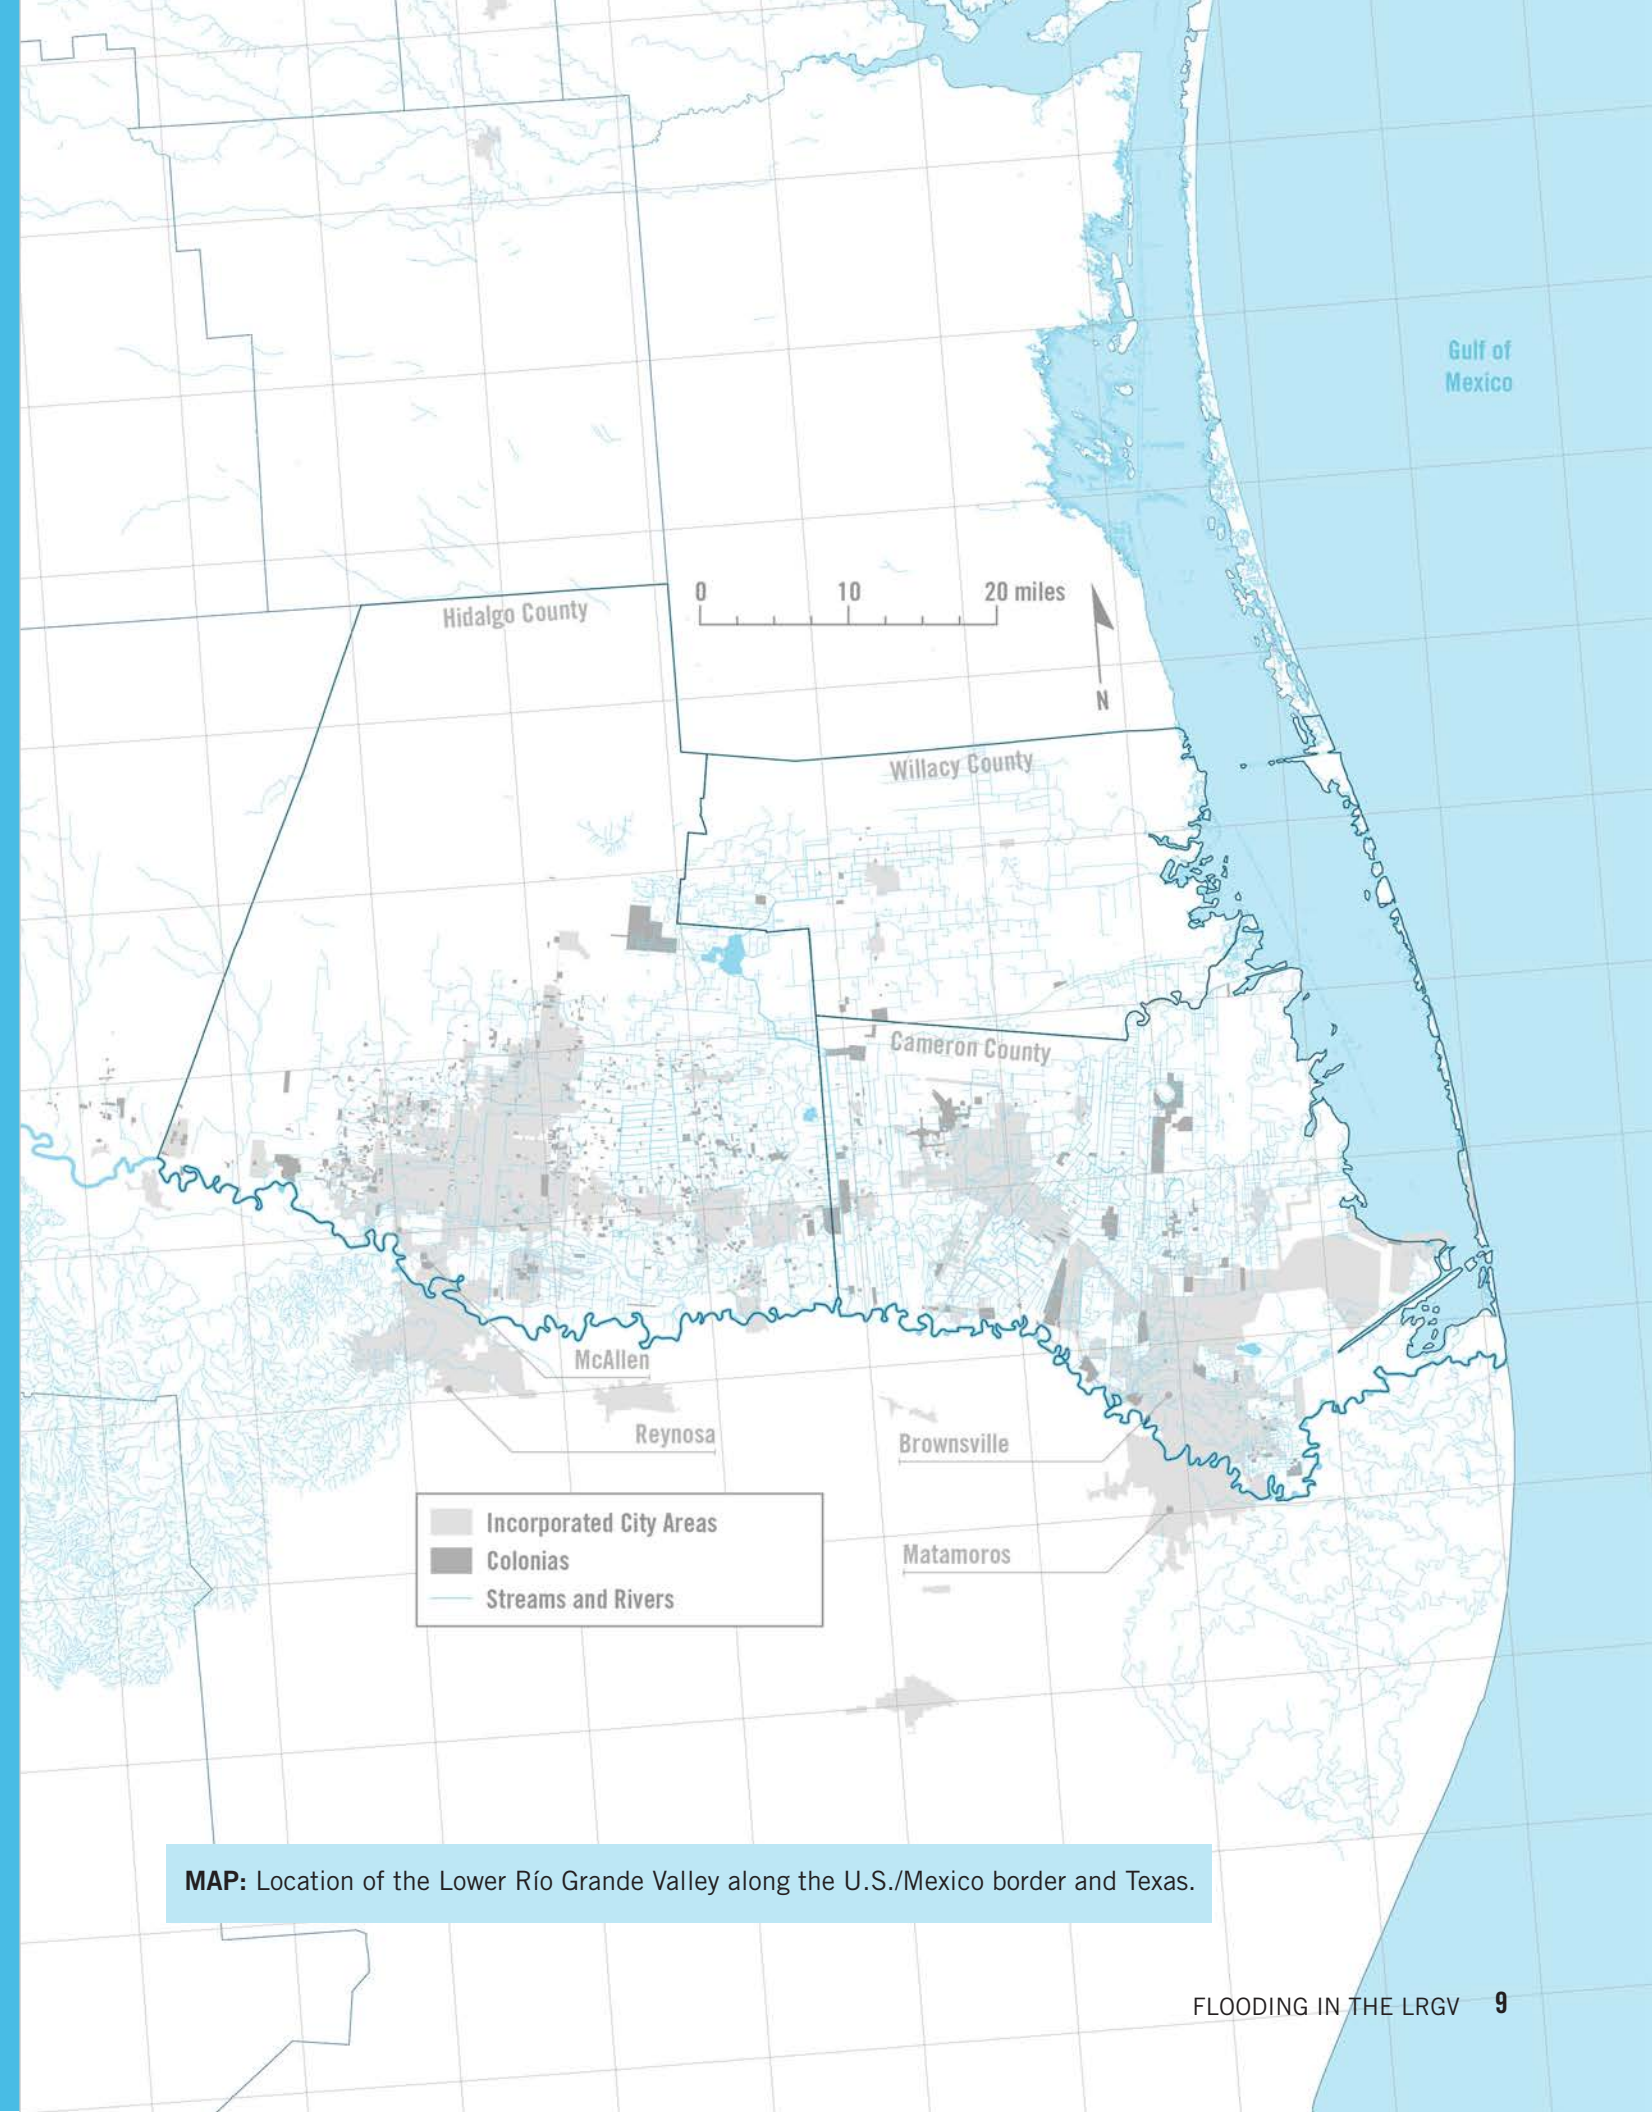 Gulf of
Mexico
Hidalgo County
0 10 20 miles
N
Willacy County
Cameron County
McAllen
Reynosa
Brownsville
Matamoros
Incorporated City Areas
Colonias
Streams and Rivers
MAP: Location of the Lower Río Grande Valley along the U.S./Mexico border and Texas.
FLOODING IN THE LRGV 9